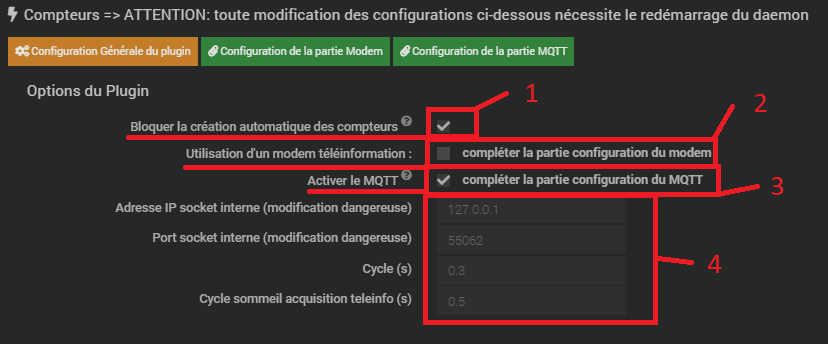 Compteurs => ATTENTION: toute modification des configurations ci-dessous nécessite le redémarrage du daemon
Configuration Générale du plugin Configuration de la partie Modem Configuration de la partie MQTT
Options du Plugin
1
Bloquer la création automatique des compteurs ?
2
Utilisation d'un modem téléinformation : compléter la partie configuration du modem
Activer le MQTT ? compléter la partie configuration du MQTT
3
Adresse IP socket interne (modification dangereuse) 127.0.0.1
Port socket interne (modification dangereuse) 55062
4
Cycle (s) 0.3
Cycle sommeil acquisition teleinfo (s) 0.5